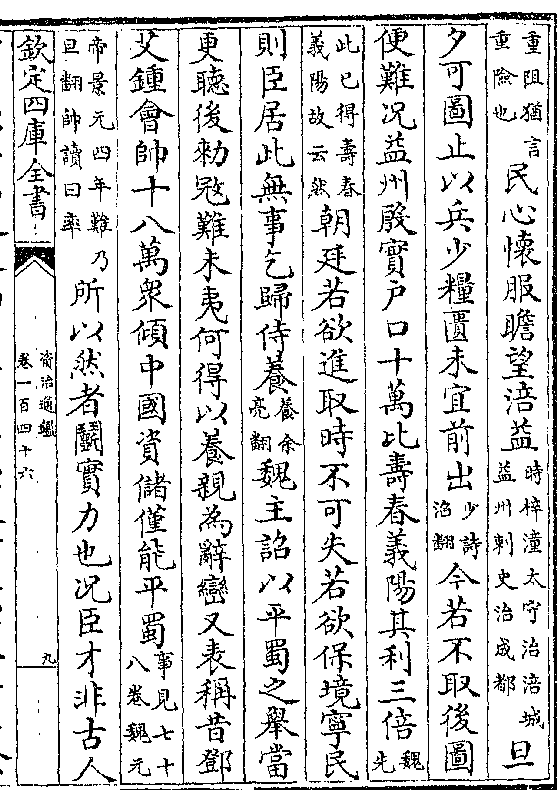 重阻猶言
重險也
民心懷服瞻望涪益
時梓潼太守治涪城
益州刺史治成都
旦
夕可圖止以兵少糧匱未宜前出
少詩
沼翻
今若不取後圖
便難况益州殷實户口十萬比壽春義陽其利三倍
魏
先
此已得壽春
義陽故云然
朝廷若欲進取時不可失若欲保境寧民
則臣居此無事乞歸侍養
養余
亮翻
魏主詔以平蜀之舉當
更聽後勑冦難未夷何得以養親為辭巒又表稱昔鄧
艾鍾會帥十八萬衆傾中國資儲僅能平蜀
事見七十
八卷魏元
帝景元四年難
旦翻帥讀曰率
乃
所以然者鬭實力也况臣才非古人
欽定四庫全書
資治通鑑
卷一百四十六
九